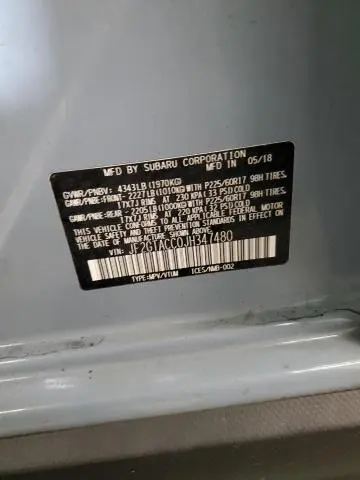 MFD BY SUBARU CORPORATION MFD IN 05/18
GVWR/PNBV: 4343LB(1970KG)
GAWR/PNBE:FRONT-2227LB(1010KG)WITH P225/60R17 98H TIRES.
17X7J RIMS AT 230 KPA(33 PSI)COLD
GAWR/PNBE:REAR -2205LB(1000KG)WITH P225/60R17 98H TIRES.
17X7J RIMS AT 220 KPA(32 PSI)COLD
THIS VEHICLE CONFORMS TO ALL APPLICABLE FEDERAL MOTOR
VEHICLE SAFETY AND BUMPER STANDARDS IN EFFECT ON THE
DATE OF MANUFACTURE SHOWN ABOVE.
VIN: JF2GTACC0JH347480
TYPE:MPV/VTUM ICES/NMB-002